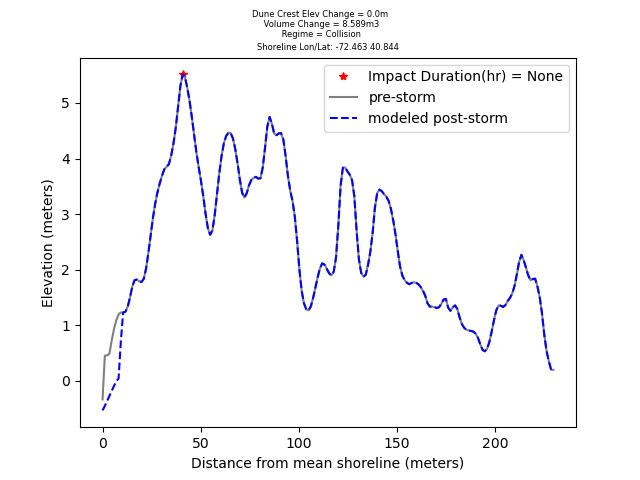 Dune Crest Elev Change = 0.0m
Volume Change = 8.589m3
Regime = Collision
Shoreline Lon/Lat: -72.463 40.844
Impact Duration(hr) = None
pre-storm
modeled post-storm
Elevation (meters)
5
4
3
2
1
0
0 50 100 150 200
Distance from mean shoreline (meters)